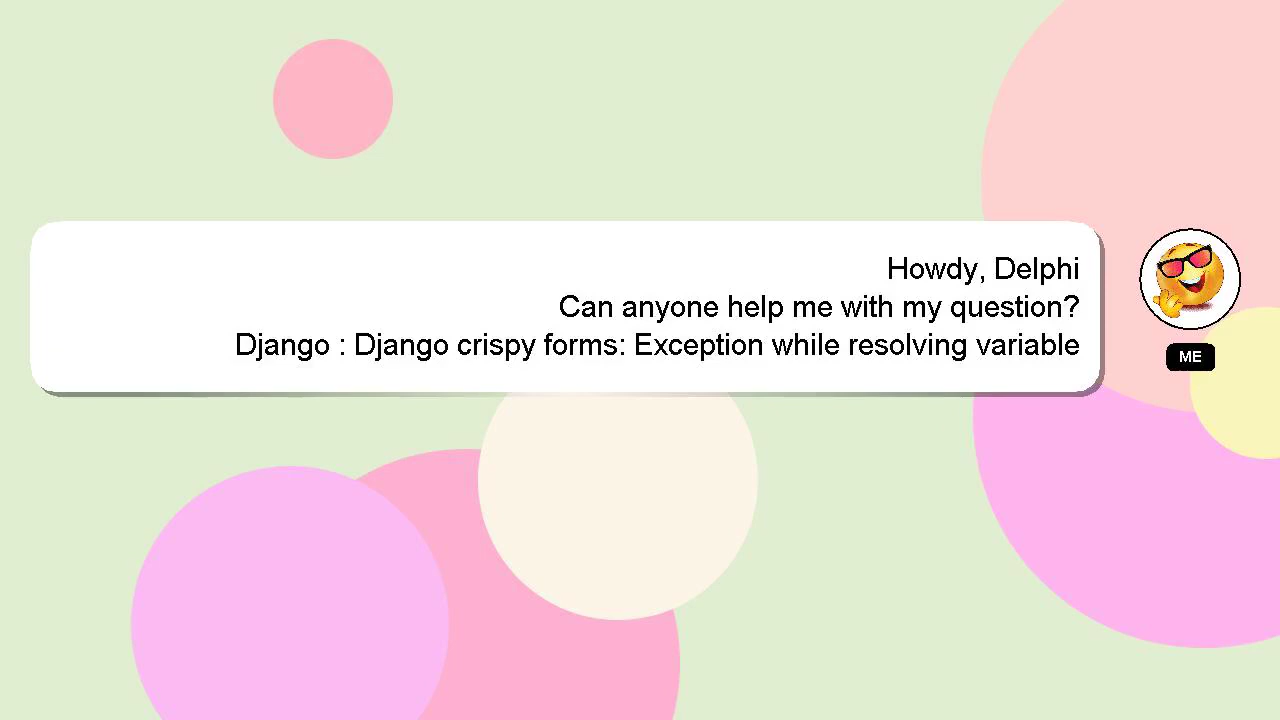 Howdy, Delphi
Can anyone help me with my question?
Django : Django crispy forms: Exception while resolving variable
ME